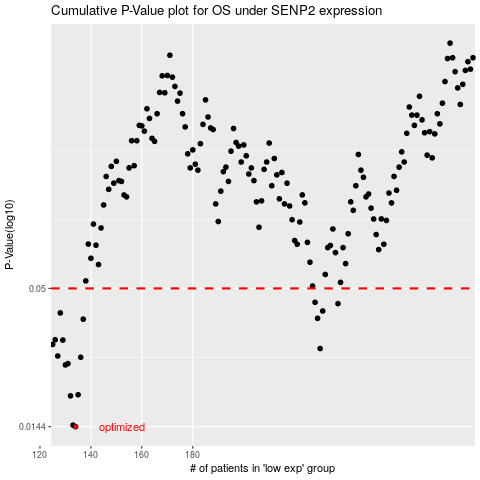 Cumulative P-Value plot for OS under SENP2 expression
P-Value(log10)
0.05
0.0144
optimized
120 140 160 180
# of patients in 'low exp' group